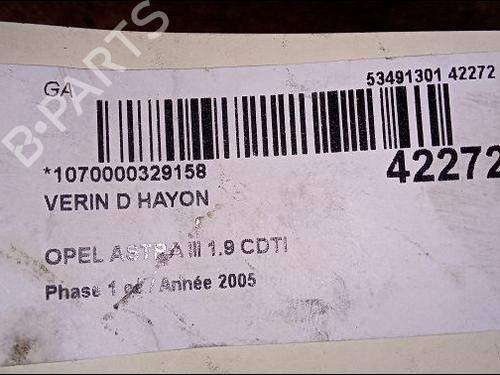 B-PARTS
GA
53491301 42272
*1070000329158
42272
VERIN D HAYON
OPEL ASTRA III 1.9 CDTI
Phase 1 / Année 2005